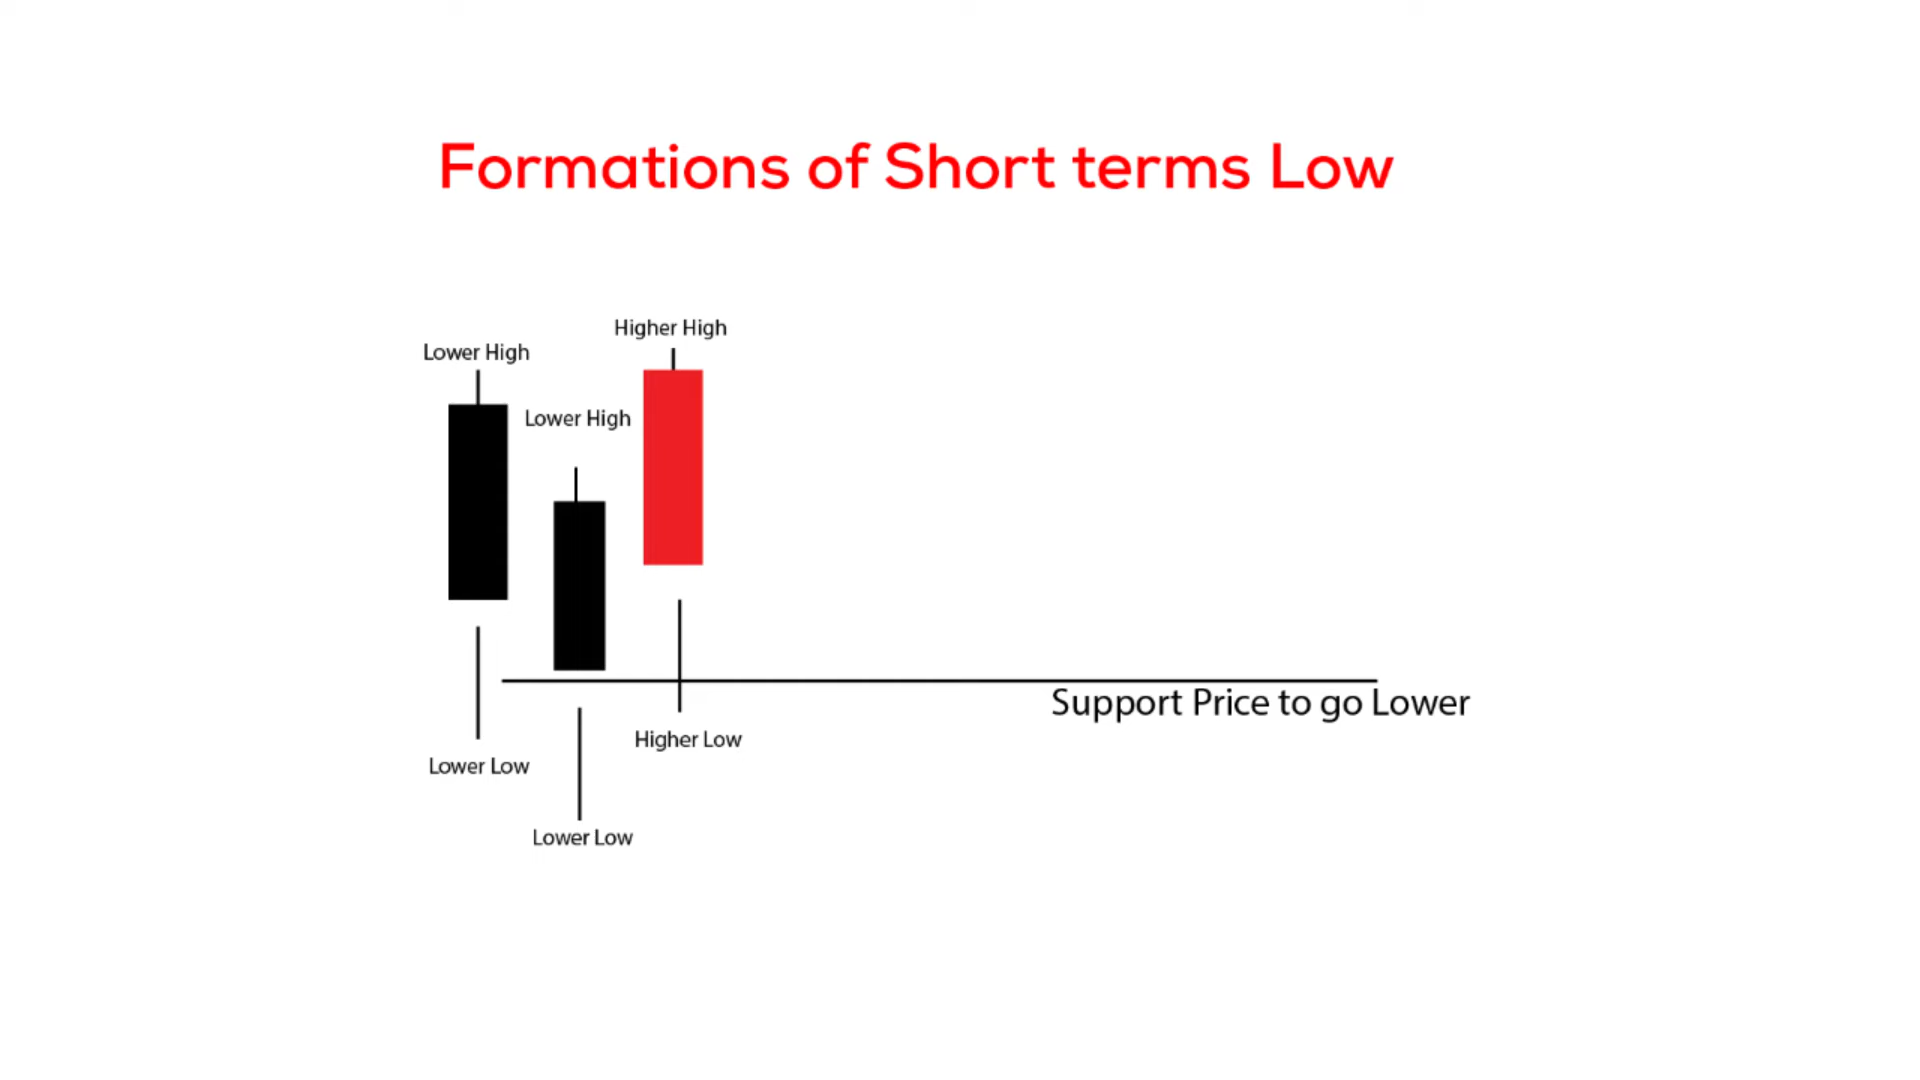 Formations of Short terms Low
Higher High
Lower High
Lower High
Support Price to go Lower
Higher Low
Lower Low
Lower Low